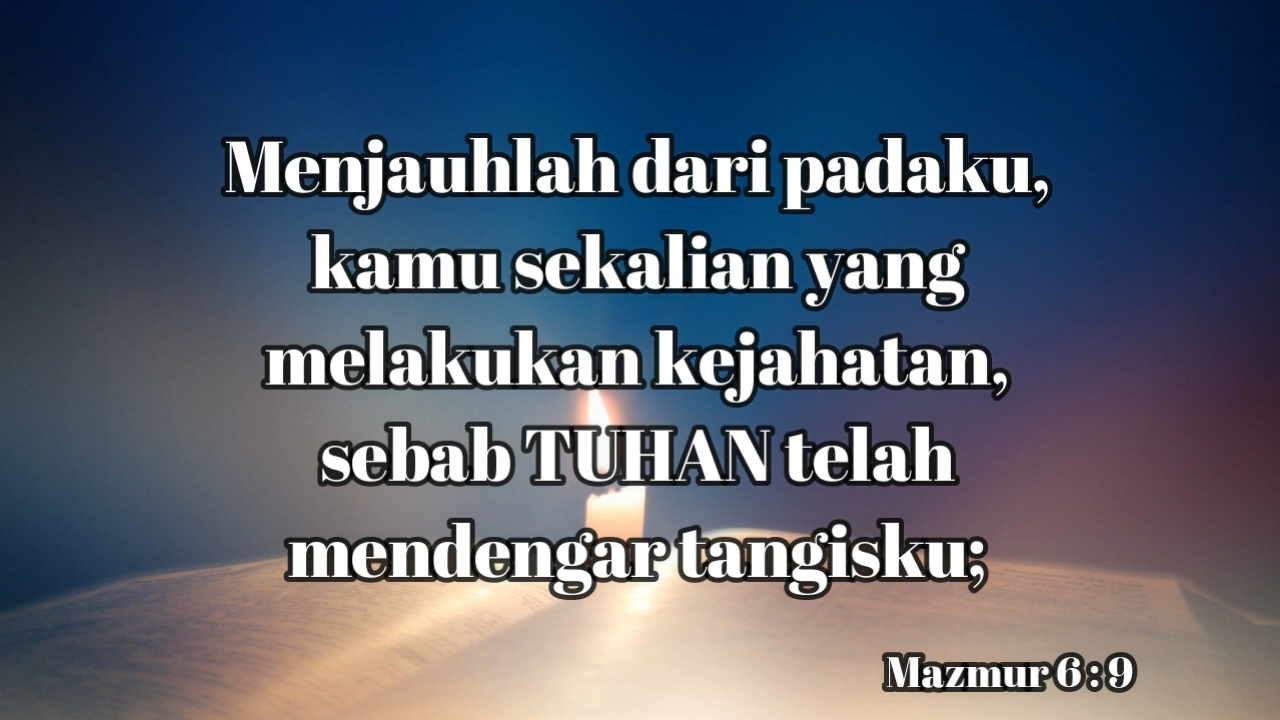 Menjauhlah dari padaku,
kamu sekalian yang
melakukan kejahatan,
sebab TUHAN telah
mendengar tangisku;
Mazmur 6 : 9